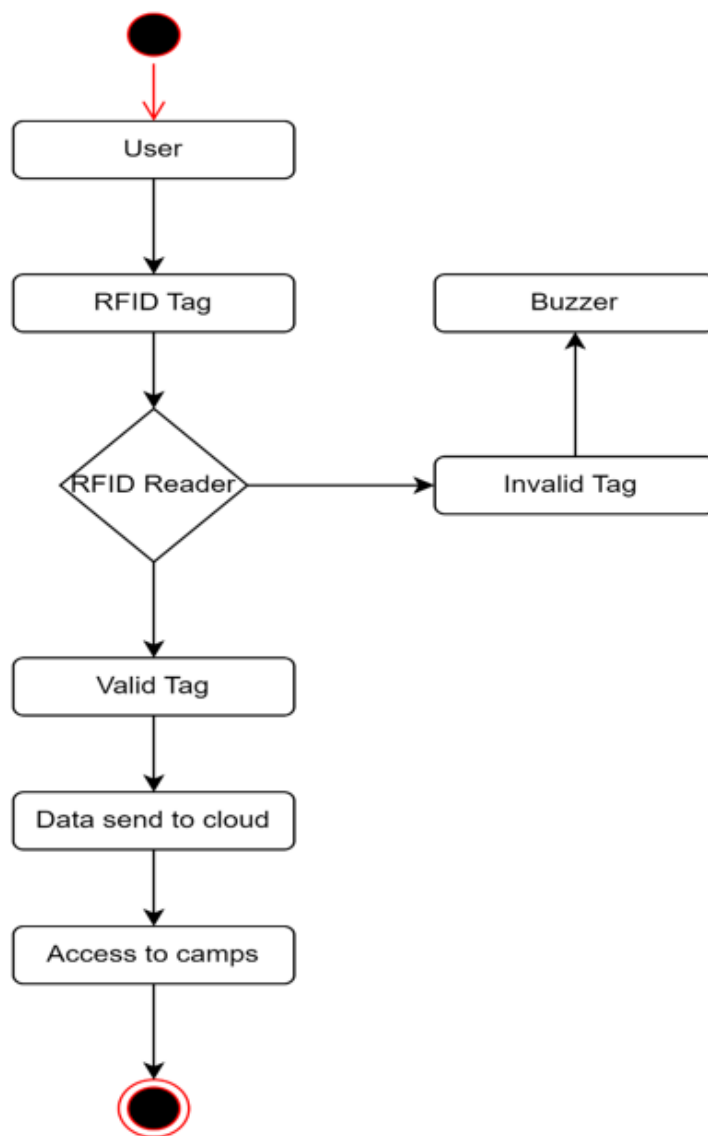 User
RFID Tag
Buzzer
RFID Reader
Invalid Tag
Valid Tag
Data send to cloud
Access to camps